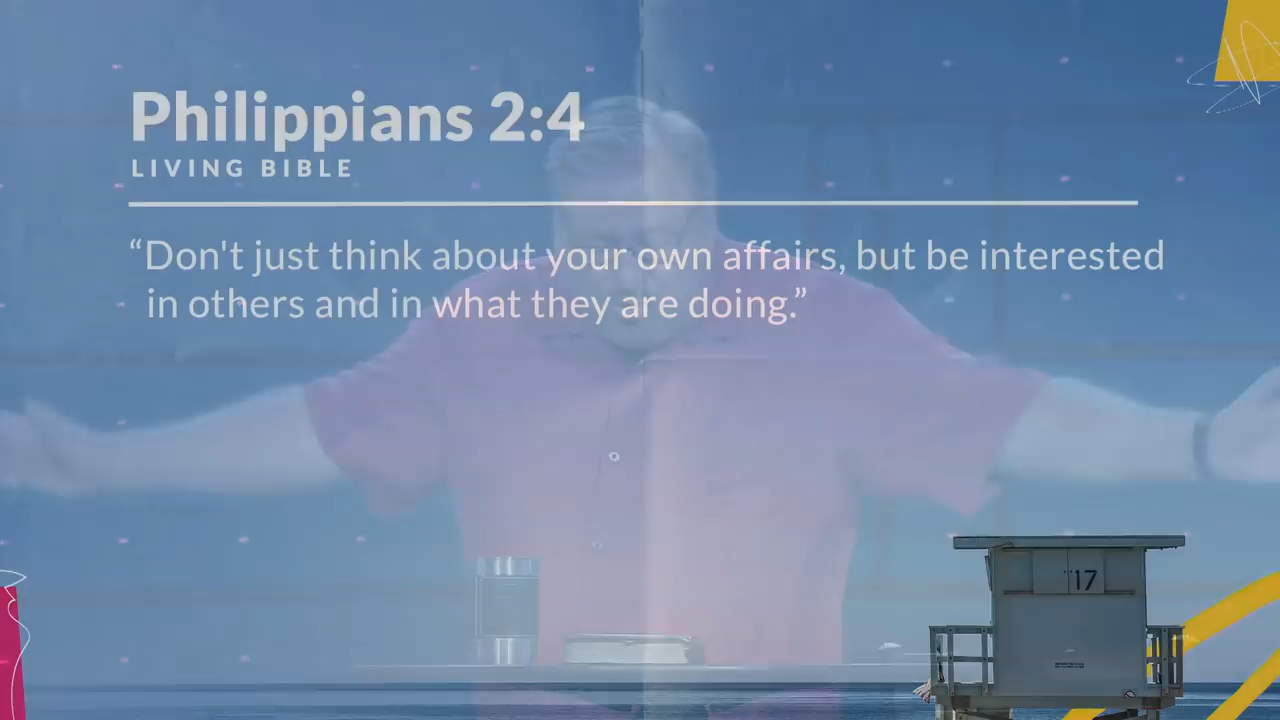 Philippians 2:4
LIVING BIBLE
“Don't just think about your own affairs, but be interested
in others and in what they are doing.”
17